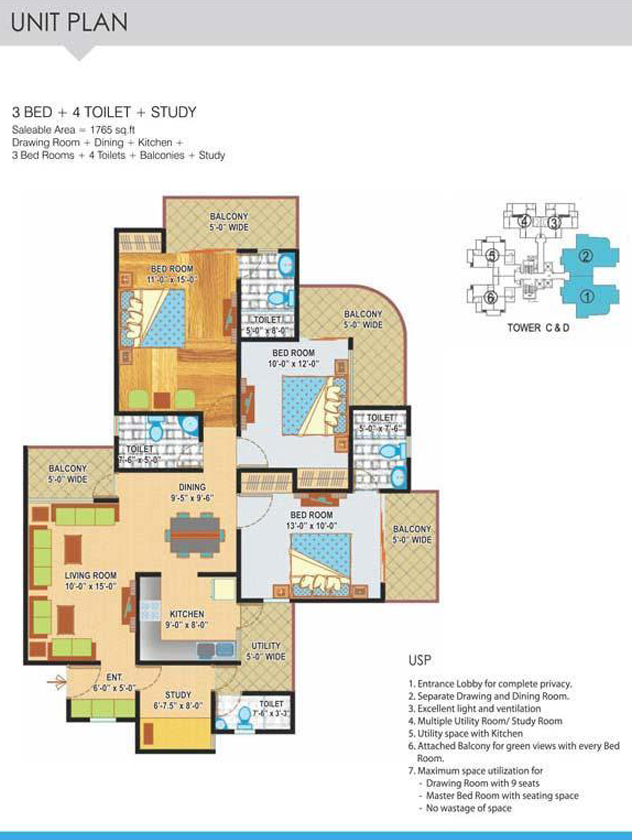 UNIT PLAN
3 BED + 4 TOILET + STUDY
Saleable Area = 1765 sq.ft
Drawing Room + Dining + Kitchen +
3 Bed Rooms + 4 Toilets + Balconies + Study
BALCONY
5'-0" WIDE
BED ROOM
11'-0" x 15'-0"
TOILET
5'-0" x 8'-0"
BALCONY
5'-0" WIDE
BED ROOM
10'-0" x 12'-0"
TOILET
5'-0" x 7'-6"
TOILET
7'-6" x 5'-0"
BALCONY
5'-0" WIDE
DINING
9'-5" x 9'-6"
BED ROOM
13'-0" x 10'-0"
BALCONY
5'-0" WIDE
LIVING ROOM
10'-0" x 15'-0"
KITCHEN
9'-0" x 8'-0"
UTILITY
5'-0" WIDE
ENT.
6'-0" x 5'-0"
STUDY
6'-7.5" x 8'-0"
TOILET
7'-6" x 3'-3"
4
3
5
2
6
1
TOWER C & D
USP
1. Entrance Lobby for complete privacy.
2. Separate Drawing and Dining Room.
3. Excellent light and ventilation
4. Multiple Utility Room/ Study Room
5. Utility space with Kitchen
6. Attached Balcony for green views with every Bed
Room.
7. Maximum space utilization for
- Drawing Room with 9 seats
- Master Bed Room with seating space
- No wastage of space